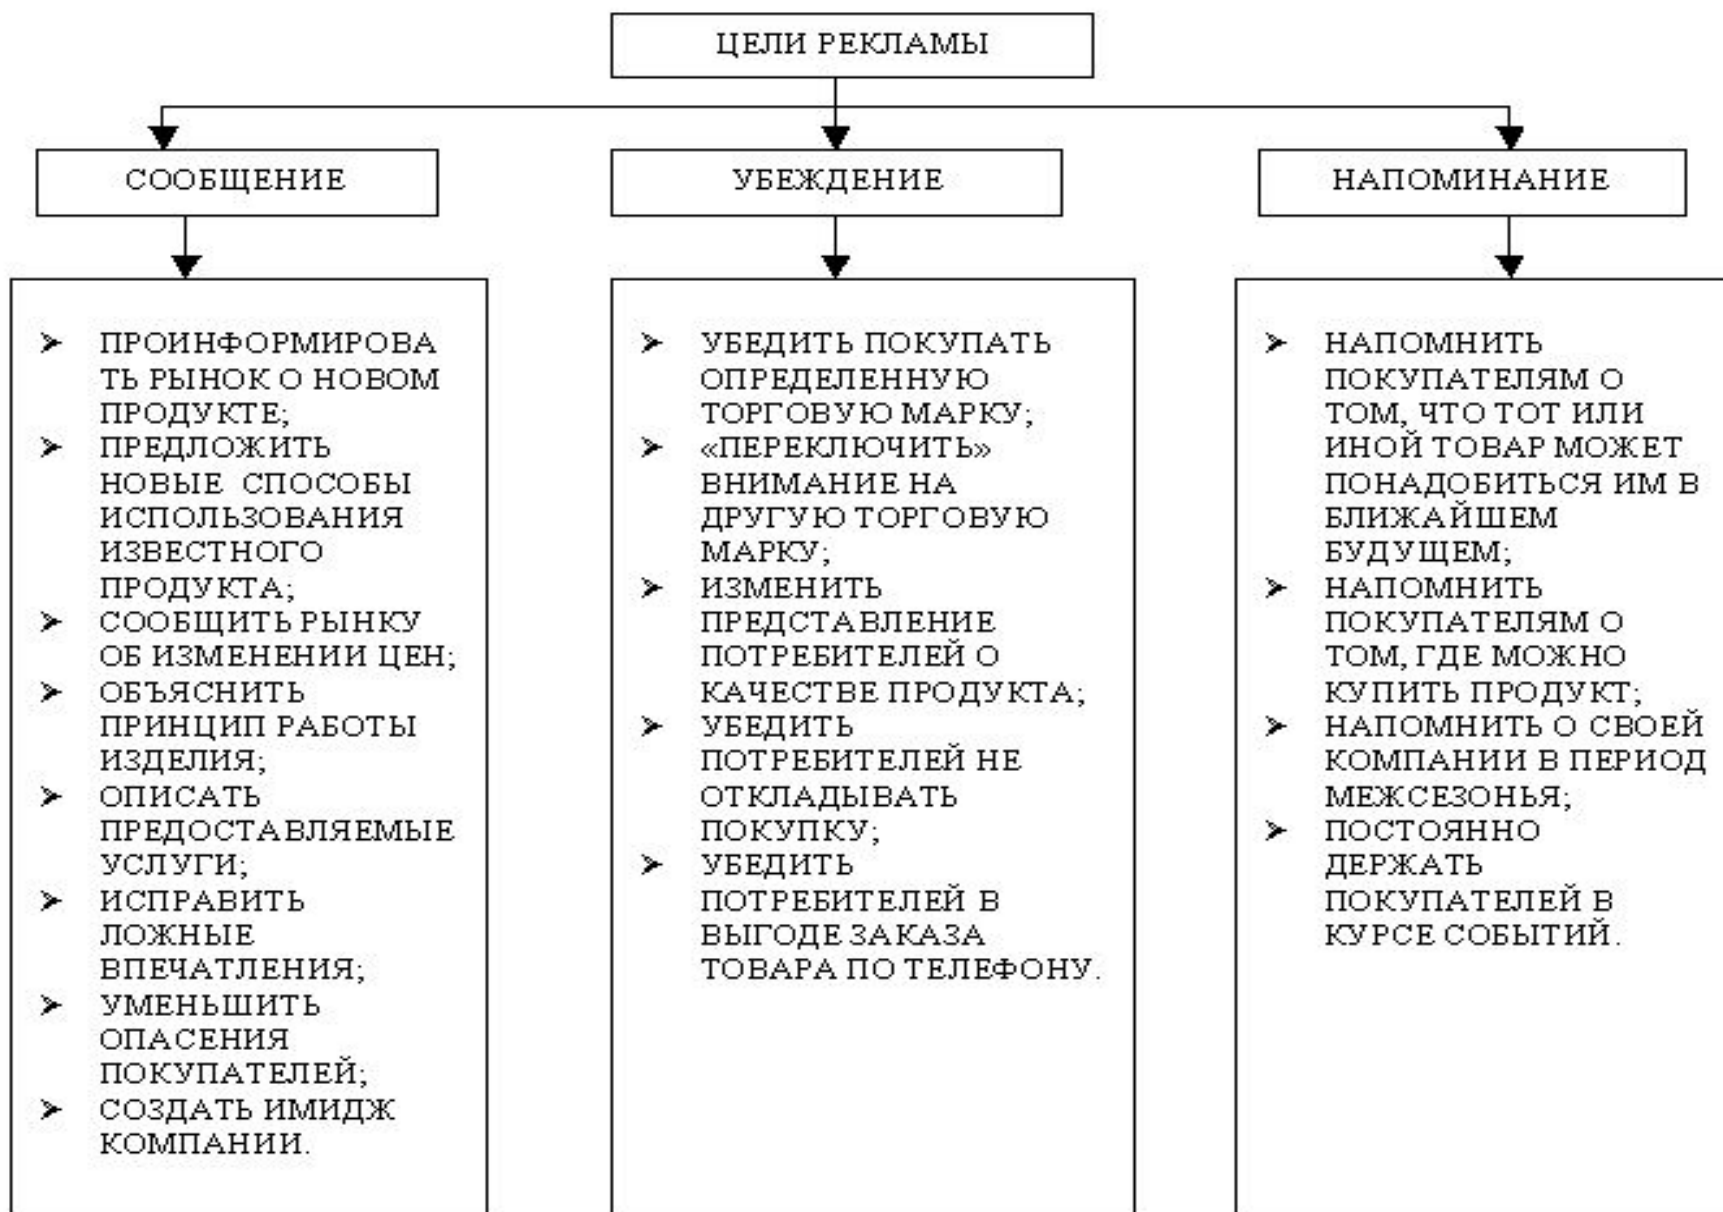 ЦЕЛИ РЕКЛАМЫ
СООБЩЕНИЕ
УБЕЖДЕНИЕ
НАПОМИНАНИЕ
➤ ПРОИНФОРМИРОВА
ТЬ РЫНОК О НОВОМ
ПРОДУКТЕ;
➤ ПРЕДЛОЖИТЬ
НОВЫЕ СПОСОБЫ
ИСПОЛЬЗОВАНИЯ
ИЗВЕСТНОГО
ПРОДУКТА;
➤ СООБЩИТЬ РЫНКУ
ОБ ИЗМЕНЕНИИ ЦЕН;
➤ ОБЪЯСНИТЬ
ПРИНЦИП РАБОТЫ
ИЗДЕЛИЯ;
➤ ОПИСАТЬ
ПРЕДОСТАВЛЯЕМЫЕ
УСЛУГИ;
➤ ИСПРАВИТЬ
ЛОЖНЫЕ
ВПЕЧАТЛЕНИЯ;
➤ УМЕНЬШИТЬ
ОПАСЕНИЯ
ПОКУПАТЕЛЕЙ;
➤ СОЗДАТЬ ИМИДЖ
КОМПАНИИ.
➤ УБЕДИТЬ ПОКУПАТЬ
ОПРЕДЕЛЕННУЮ
ТОРГОВУЮ МАРКУ;
➤ «ПЕРЕКЛЮЧИТЬ»
ВНИМАНИЕ НА
ДРУГУЮ ТОРГОВУЮ
МАРКУ;
➤ ИЗМЕНИТЬ
ПРЕДСТАВЛЕНИЕ
ПОТРЕБИТЕЛЕЙ О
КАЧЕСТВЕ ПРОДУКТА;
➤ УБЕДИТЬ
ПОТРЕБИТЕЛЕЙ НЕ
ОТКЛАДЫВАТЬ
ПОКУПКУ;
➤ УБЕДИТЬ
ПОТРЕБИТЕЛЕЙ В
ВЫГОДЕ ЗАКАЗА
ТОВАРА ПО ТЕЛЕФОНУ.
➤ НАПОМНИТЬ
ПОКУПАТЕЛЯМ О
ТОМ, ЧТО ТОТ ИЛИ
ИНОЙ ТОВАР МОЖЕТ
ПОНАДОБИТЬСЯ ИМ В
БЛИЖАЙШЕМ
БУДУЩЕМ;
➤ НАПОМНИТЬ
ПОКУПАТЕЛЯМ О
ТОМ, ГДЕ МОЖНО
КУПИТЬ ПРОДУКТ;
➤ НАПОМНИТЬ О СВОЕЙ
КОМПАНИИ В ПЕРИОД
МЕЖСЕЗОНЬЯ;
➤ ПОСТОЯННО
ДЕРЖАТЬ
ПОКУПАТЕЛЕЙ В
КУРСЕ СОБЫТИЙ.